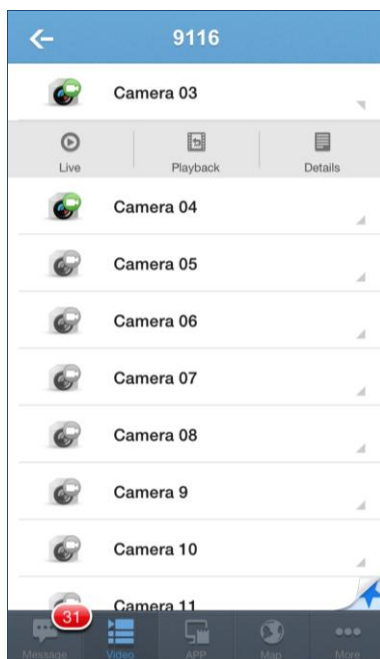 9116
Camera 03
Live Playback Details
Camera 04
Camera 05
Camera 06
Camera 07
Camera 08
Camera 9
Camera 10
Camera 11
31
Message Video APP Map More